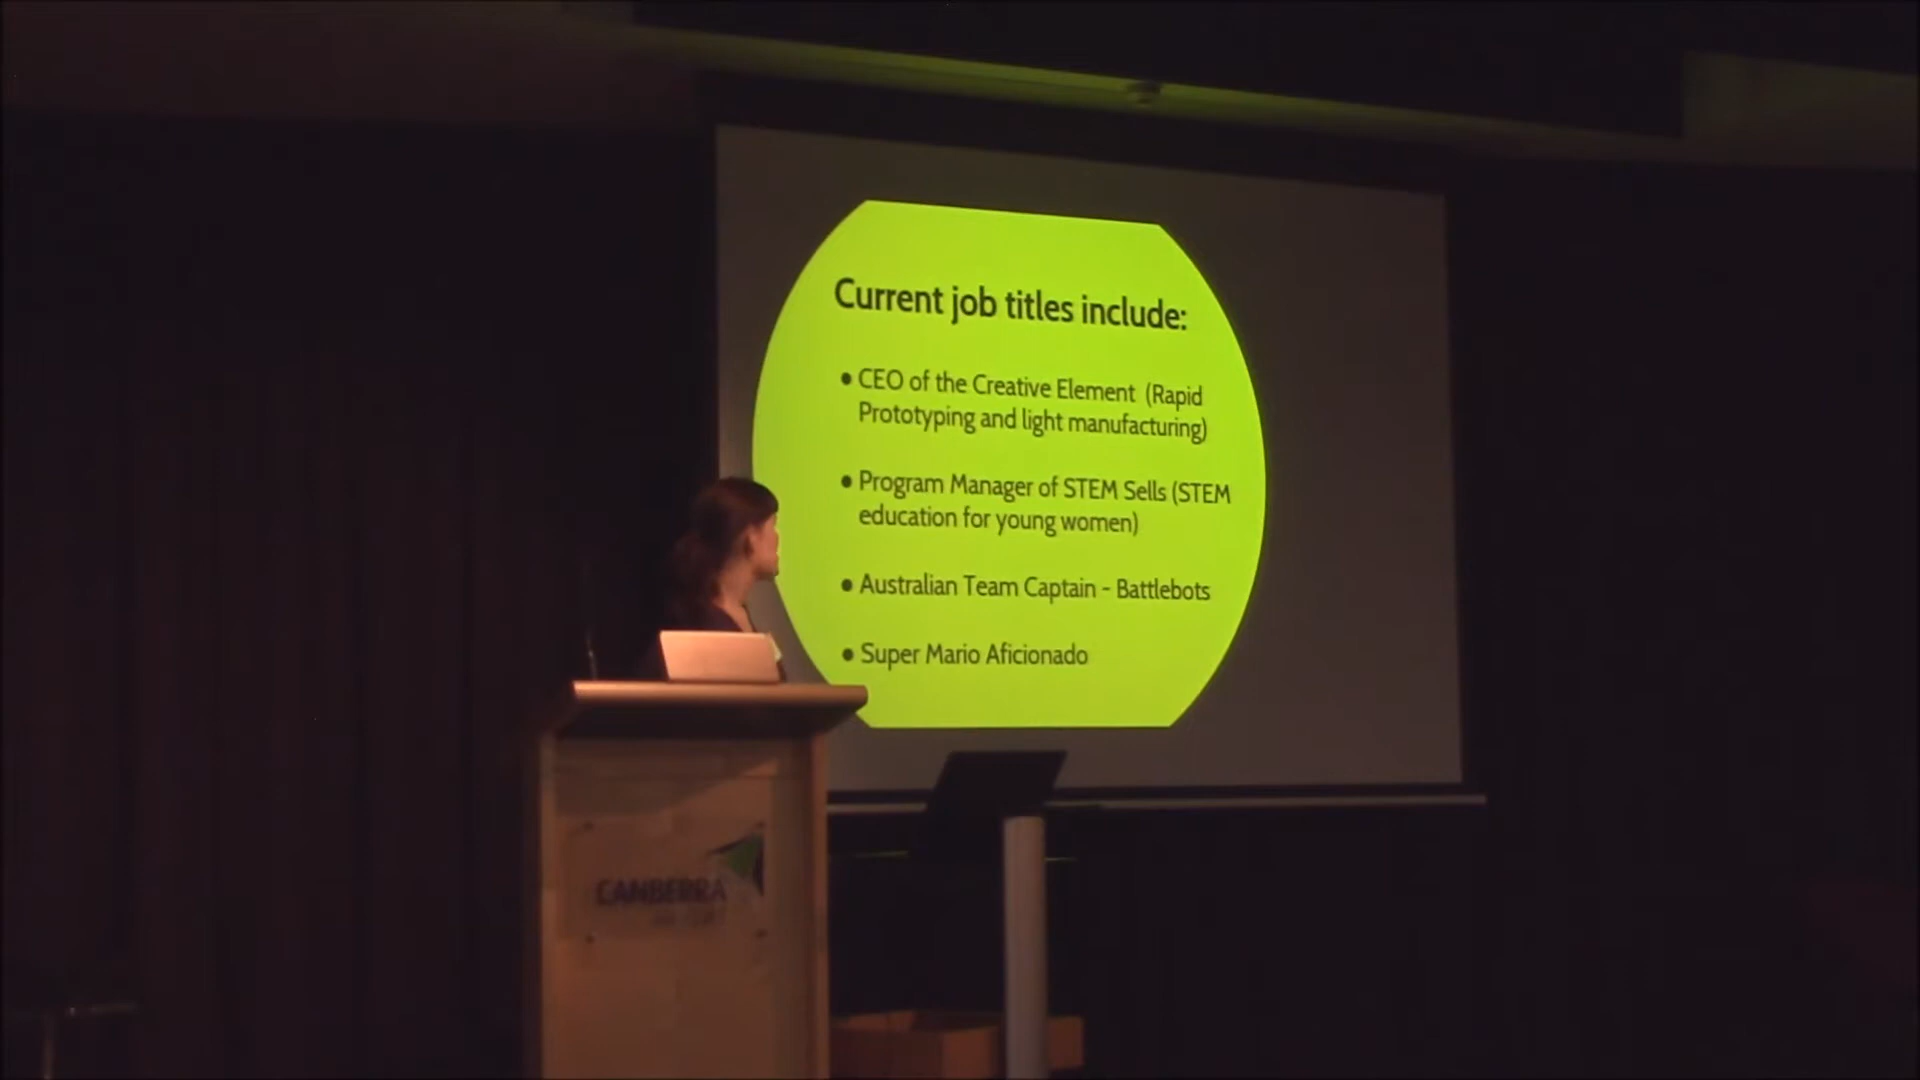 Current job titles include:
● CEO of the Creative Element (Rapid
Prototyping and light manufacturing)
● Program Manager of STEM Sells (STEM
education for young women)
● Australian Team Captain - Battlebots
● Super Mario Aficionado
CANBERRA